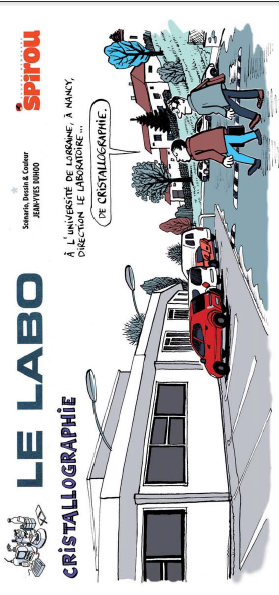 LE LABO
Scénario, Dessin & Couleur
JEAN-YVES DUHOO
SPIROU
CRISTALLOGRAPHIE
À L'UNIVERSITÉ DE LORRAINE, À NANCY,
DIRECTION LE LABORATOIRE...
DE CRISTALLOGRAPHIE.